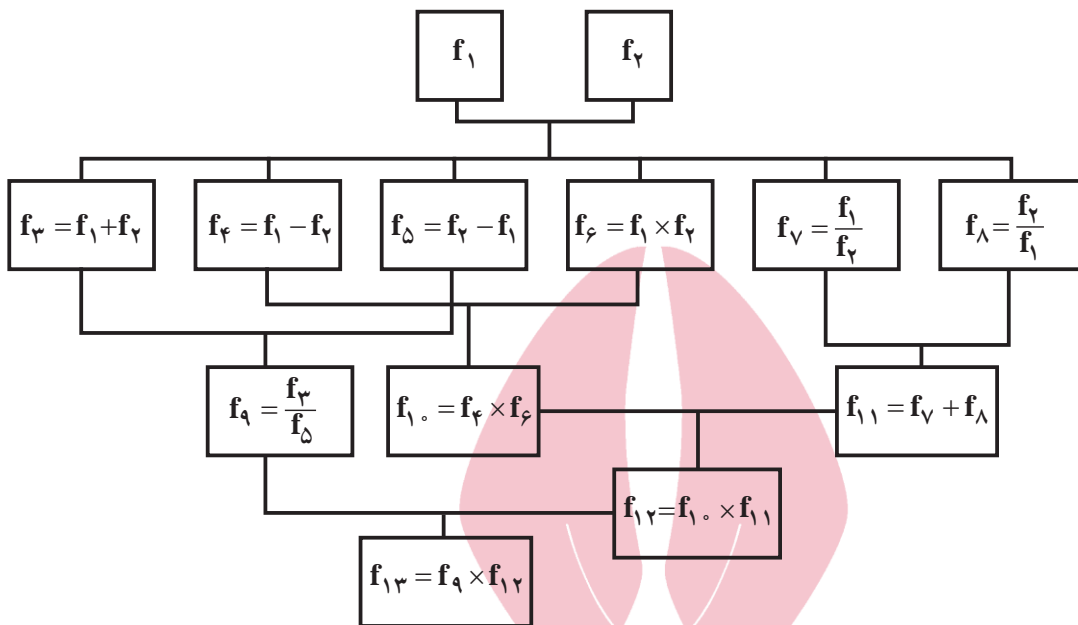 f۱
f۲
f۳ = f۱+f۲
f۴ = f۱ − f۲
f۵ = f۲ − f۱
f۶ = f۱ × f۲
f۷ = f۱/f۲
f۸ = f۲/f۱
f۹ = f۳/f۵
f۱۰ = f۴ × f۶
f۱۱ = f۷ + f۸
f۱۲ = f۱۰ × f۱۱
f۱۳ = f۹ × f۱۲